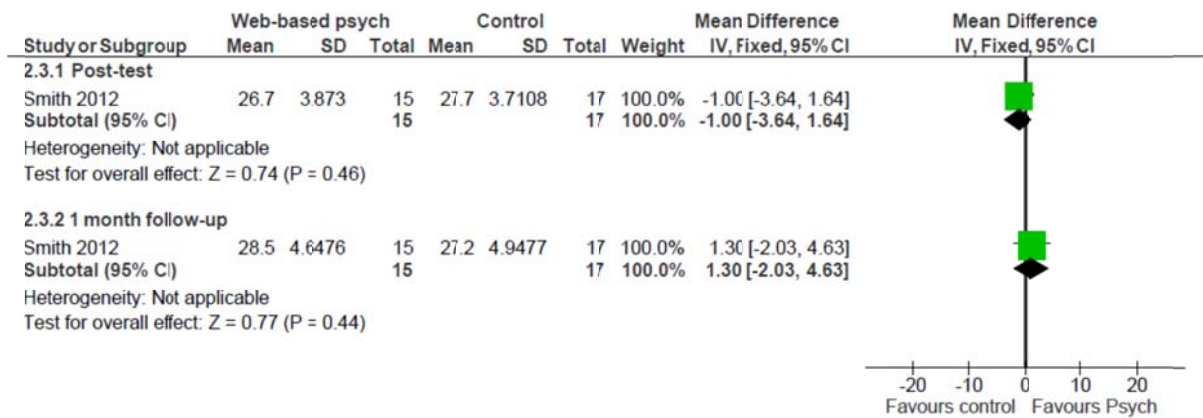 Web-based psych Control Mean Difference Mean Difference
Study or Subgroup Mean SD Total Mean SD Total Weight IV, Fixed, 95% CI IV, Fixed, 95% CI
2.3.1 Post-test
Smith 2012 26.7 3.873 15 27.7 3.7108 17 100.0% -1.00 [-3.64, 1.64]
Subtotal (95% CI) 15 17 100.0% -1.00 [-3.64, 1.64]
Heterogeneity: Not applicable
Test for overall effect: Z = 0.74 (P = 0.46)
2.3.2 1 month follow-up
Smith 2012 28.5 4.6476 15 27.2 4.9477 17 100.0% 1.30 [-2.03, 4.63]
Subtotal (95% CI) 15 17 100.0% 1.30 [-2.03, 4.63]
Heterogeneity: Not applicable
Test for overall effect: Z = 0.77 (P = 0.44)
-20 -10 0 10 20
Favours control Favours Psych